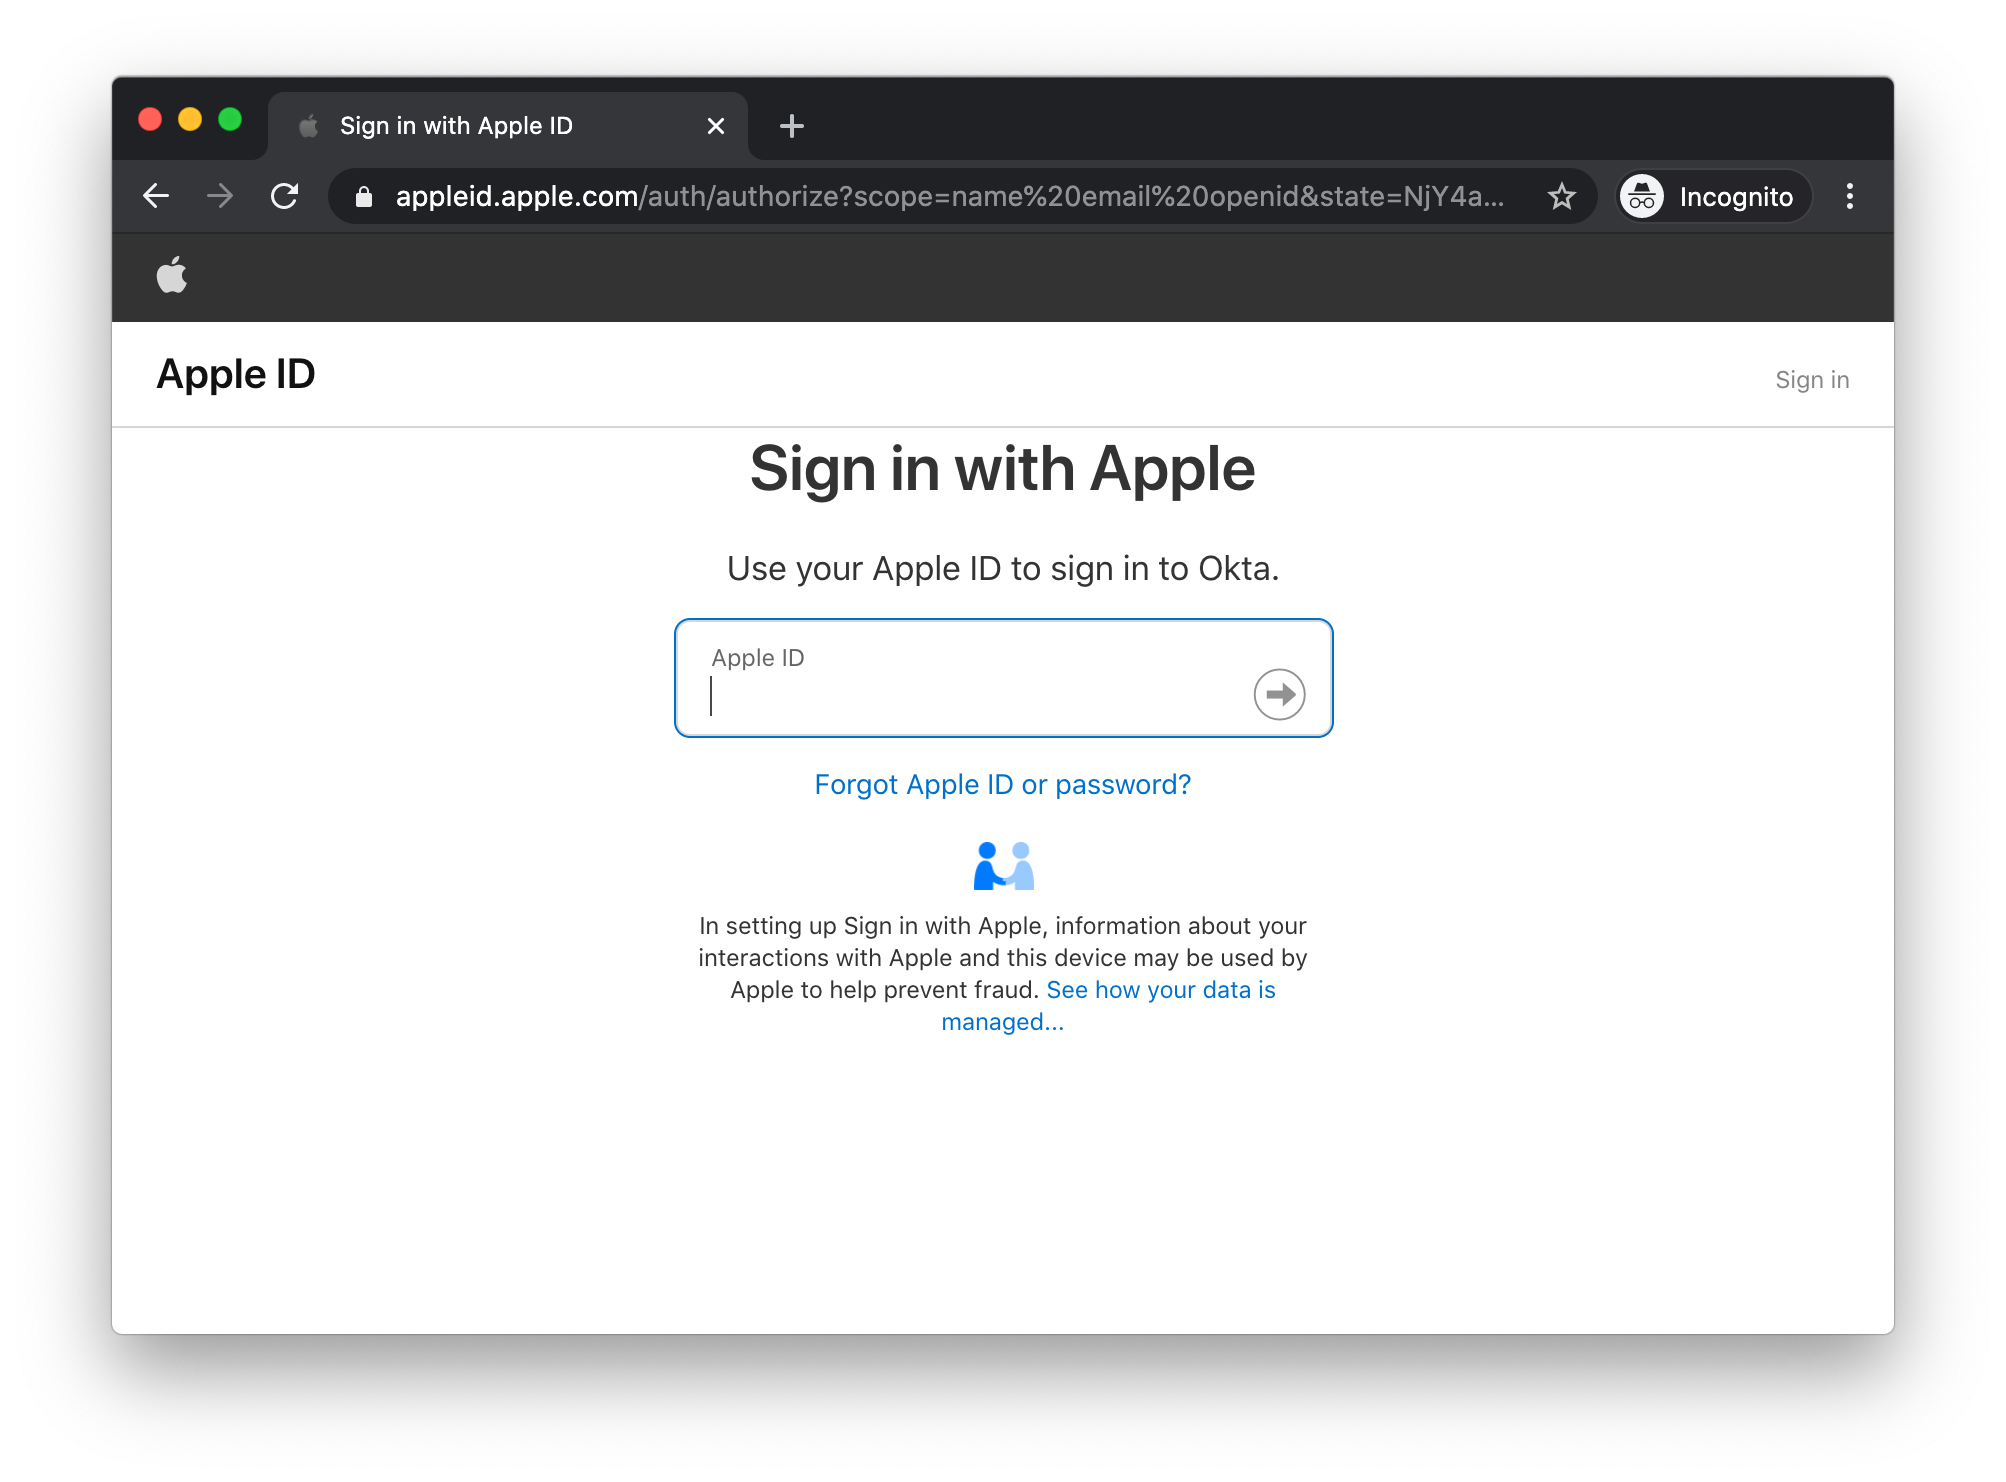 Sign in with Apple ID
appleid.apple.com/auth/authorize?scope=name%20email%20openid&state=NjY4a...
Incognito
Apple ID
Sign in
Sign in with Apple
Use your Apple ID to sign in to Okta.
Apple ID
Forgot Apple ID or password?
In setting up Sign in with Apple, information about your
interactions with Apple and this device may be used by
Apple to help prevent fraud. See how your data is
managed...